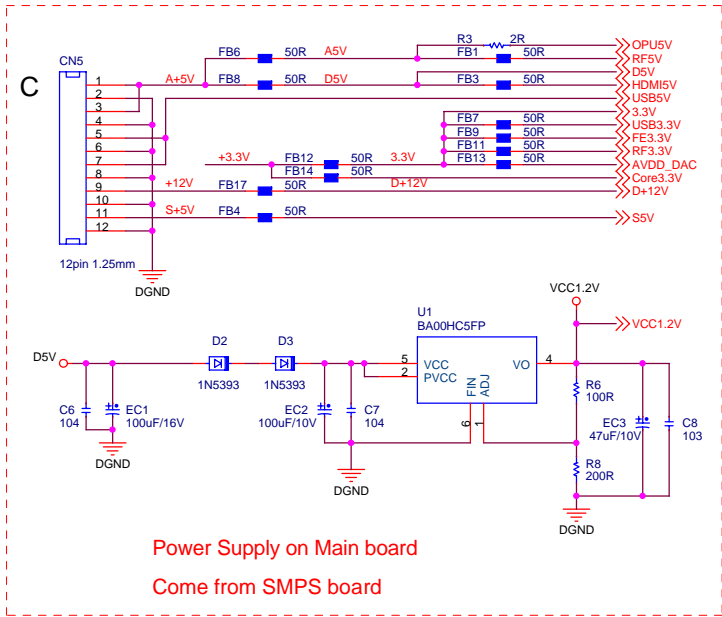 R3 2R OPU5V
FB6 50R A5V FB1 50R RF5V
CN5 D5V
C 1 A+5V FB8 50R D5V FB3 50R HDMI5V
2 USB5V
3 3.3V
4 FB7 50R USB3.3V
5 FB9 50R FE3.3V
6 FB11 50R RF3.3V
7 +3.3V FB12 50R 3.3V FB13 50R AVDD_DAC
8 FB14 50R Core3.3V
9 +12V FB17 50R D+12V D+12V
10
11 S+5V FB4 50R S5V
12
12pin 1.25mm
DGND
VCC1.2V
U1
BA00HC5FP
VCC1.2V
D5V D2 D3
5 VCC VO 4
2 PVCC
1N5393 1N5393
FIN ADJ
6 1
R6
100R
C6
104
EC1
100uF/16V
EC2
100uF/10V
C7
104
EC3
47uF/10V
C8
103
R8
200R
DGND
DGND
DGND
Power Supply on Main board
Come from SMPS board